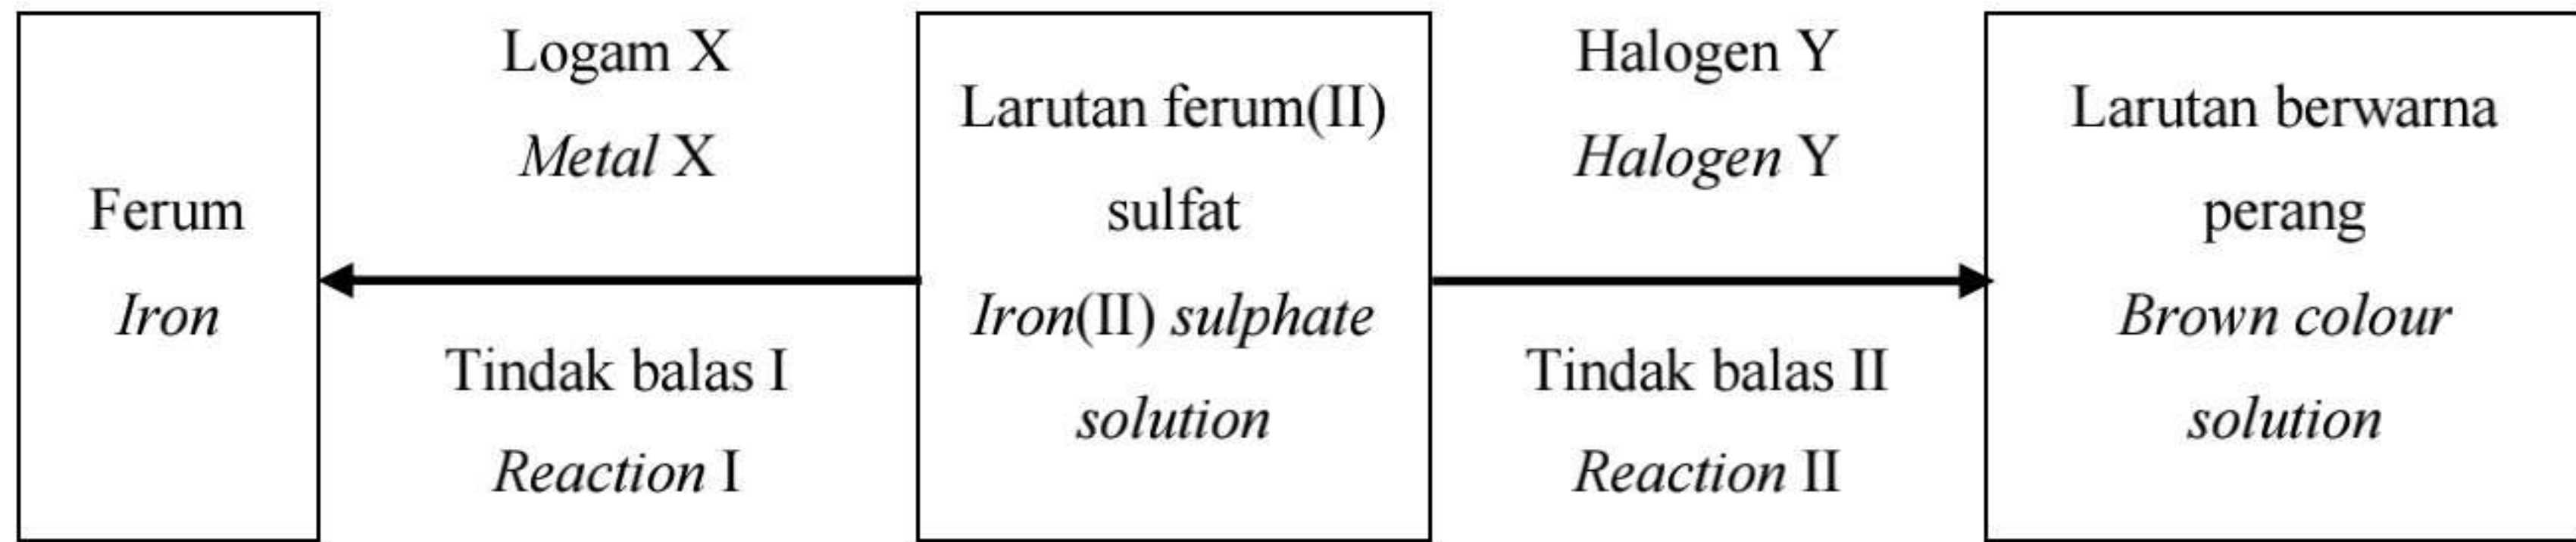 Ferum
Iron
Logam X
Metal X
Tindak balas I
Reaction I
Larutan ferum(II)
sulfat
Iron(II) sulphate
solution
Halogen Y
Halogen Y
Tindak balas II
Reaction II
Larutan berwarna
perang
Brown colour
solution